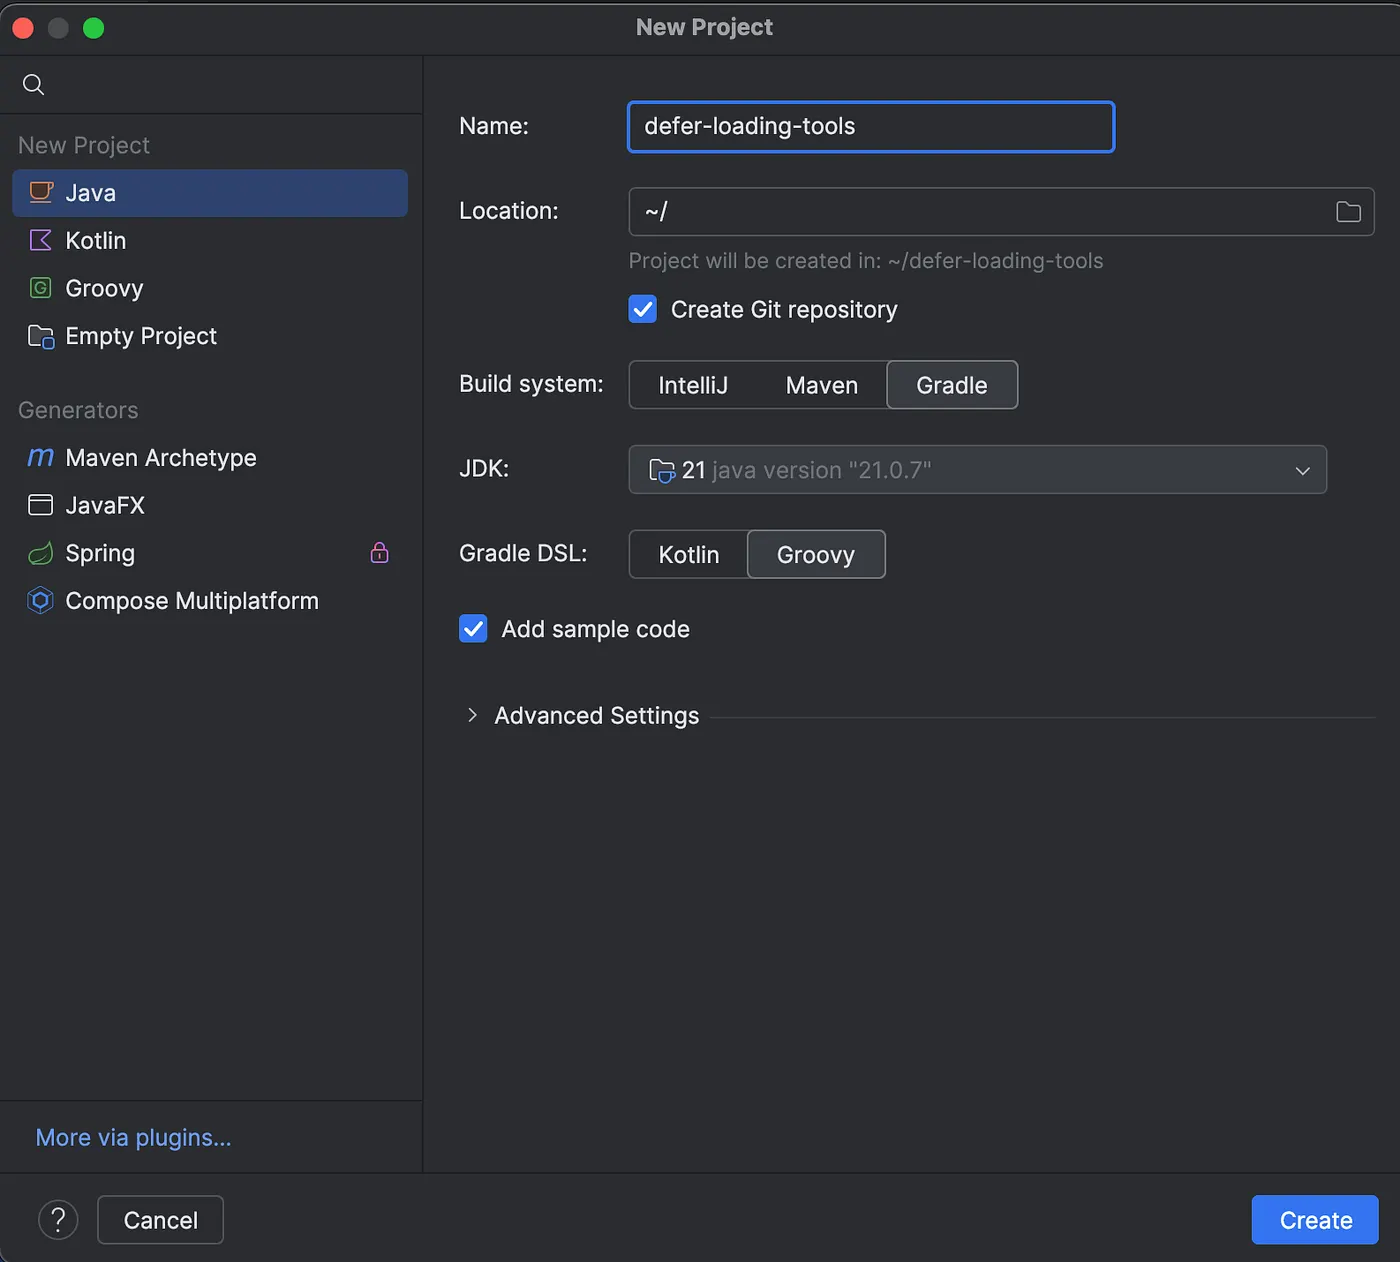 New Project
New Project
Java
Kotlin
Groovy
Empty Project
Generators
Maven Archetype
JavaFX
Spring
Compose Multiplatform
More via plugins...
Name: defer-loading-tools
Location: ~/
Project will be created in: ~/defer-loading-tools
Create Git repository
Build system: IntelliJ Maven Gradle
JDK: 21 java version "21.0.7"
Gradle DSL: Kotlin Groovy
Add sample code
Advanced Settings
? Cancel Create